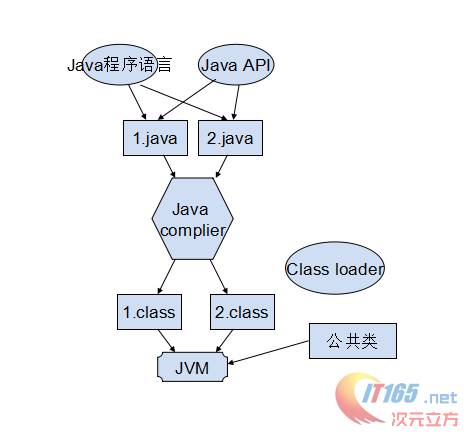 Java程序语言
Java API
1.java
2.java
Java
complier
Class loader
1.class
2.class
公共类
JVM
IT165.net
次元立方